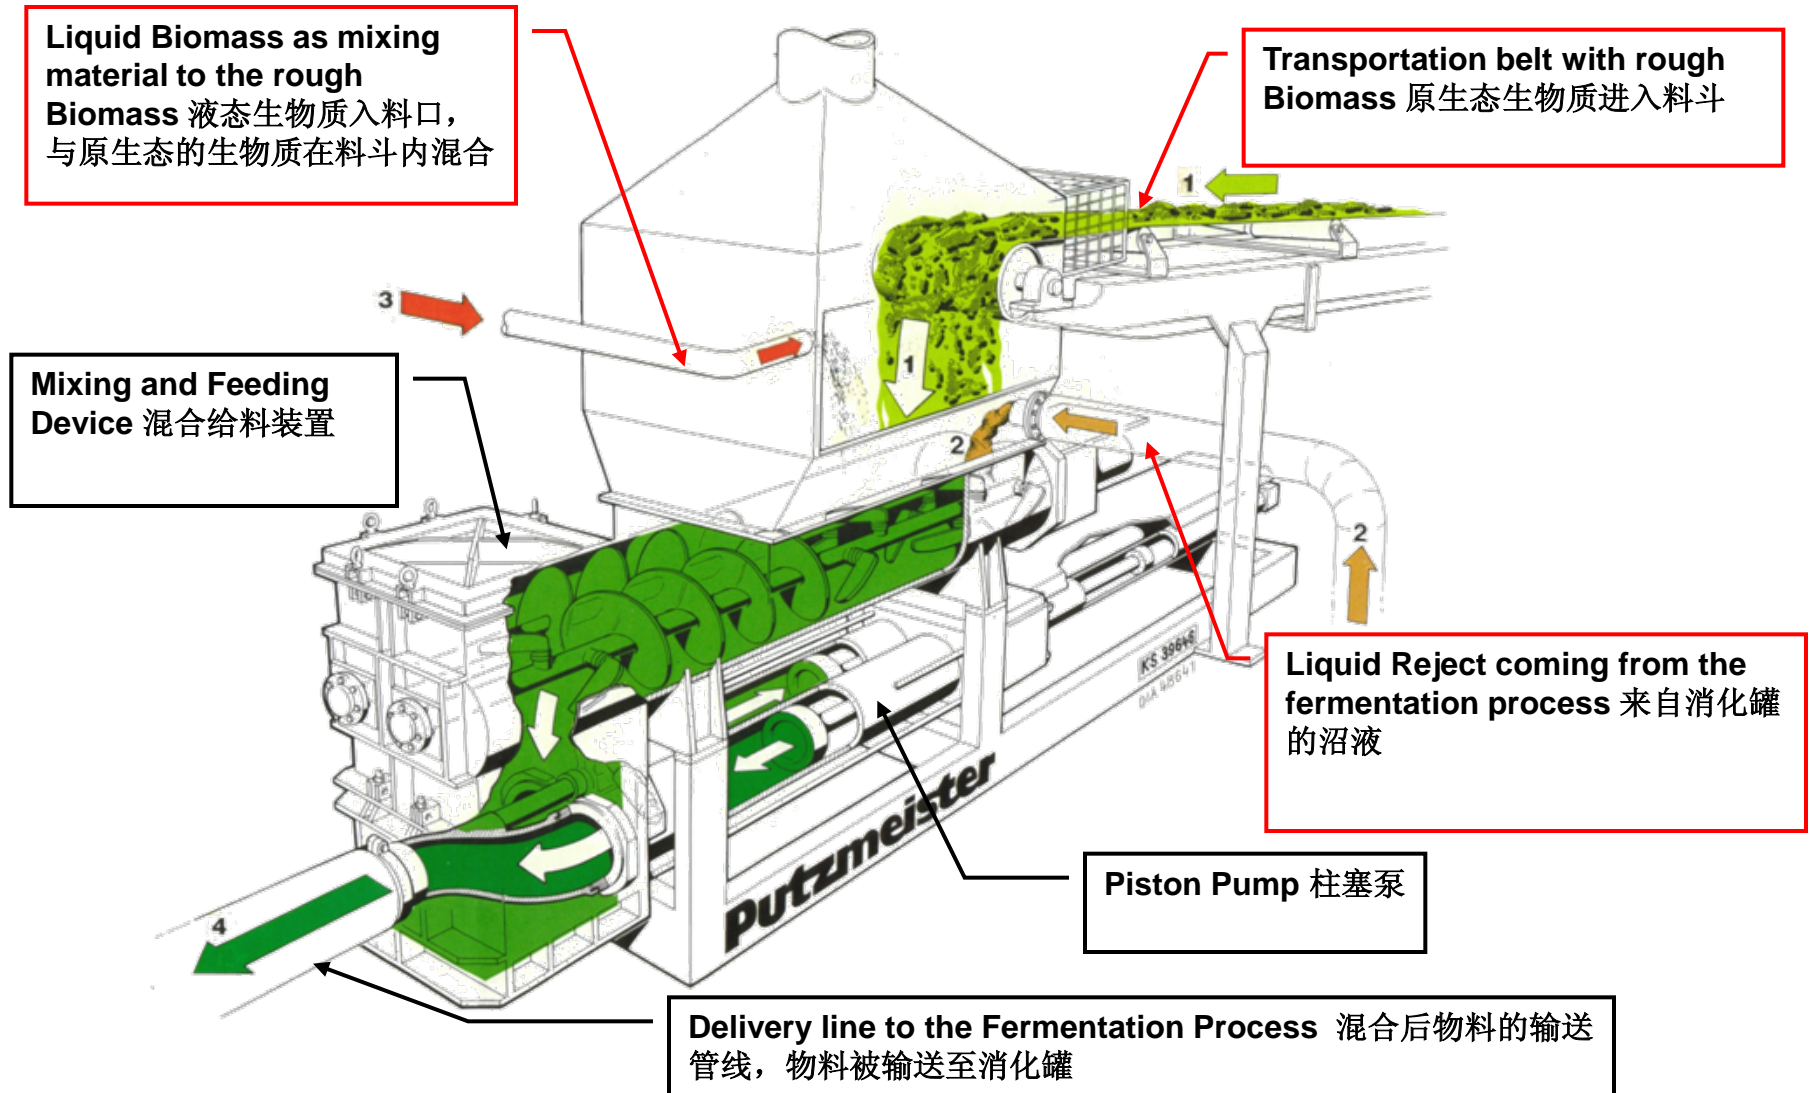 Liquid Biomass as mixing
material to the rough
Biomass 液态生物质入料口，
与原生态的生物质在料斗内混合
Transportation belt with rough
Biomass 原生态生物质进入料斗
1
3
1
Mixing and Feeding
Device 混合给料装置
2
2
KS 39646
DIA 48641
Liquid Reject coming from the
fermentation process 来自消化罐
的沼液
Putzmeister
Piston Pump 柱塞泵
4
Delivery line to the Fermentation Process 混合后物料的输送
管线，物料被输送至消化罐